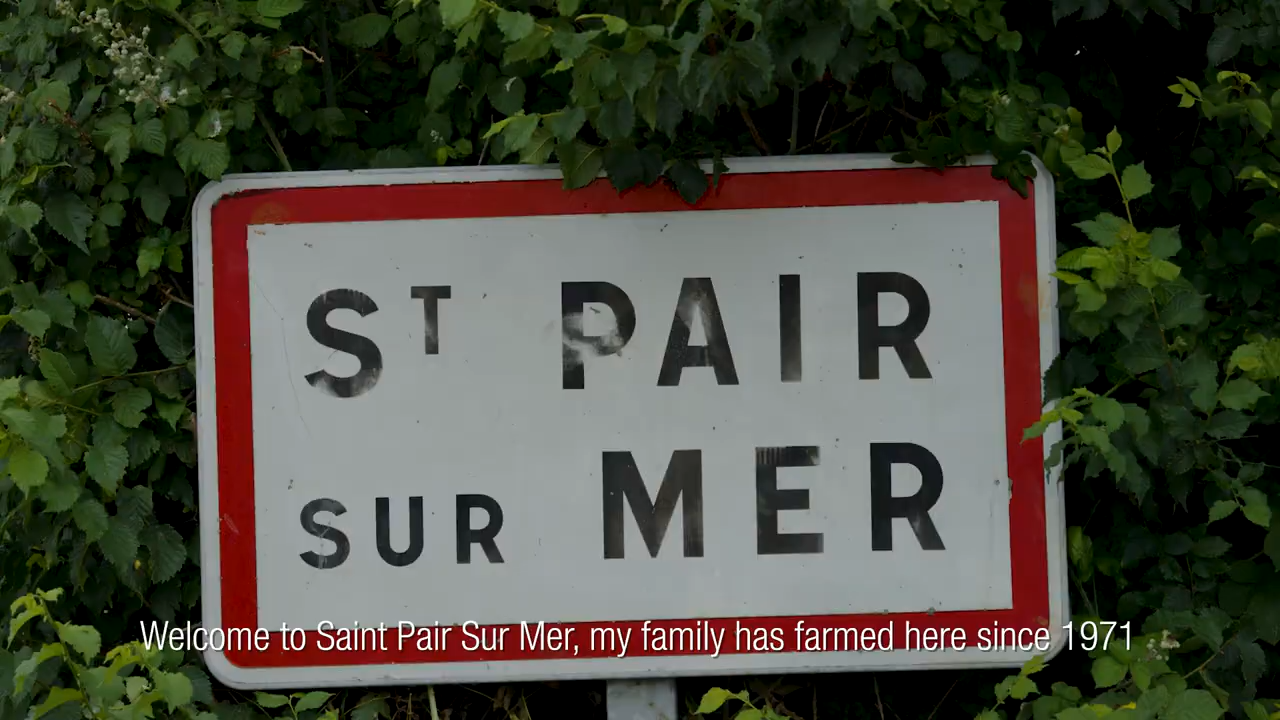 ST PAIR
SUR MER
Welcome to Saint Pair Sur Mer, my family has farmed here since 1971